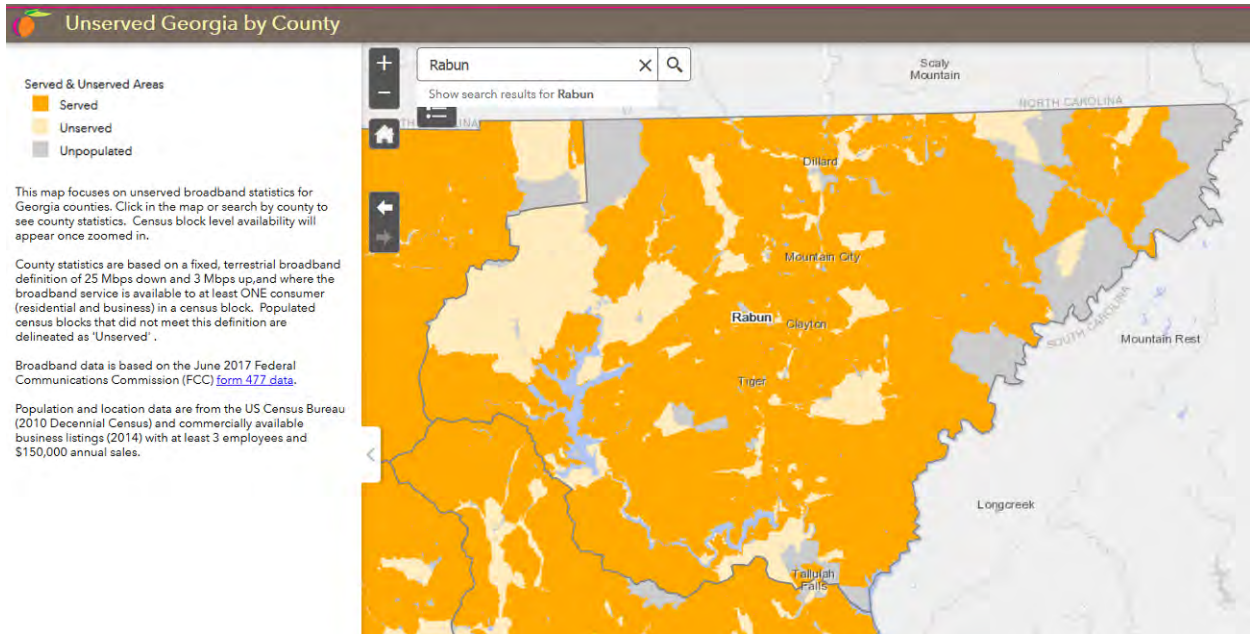 Unserved Georgia by County
Served & Unserved Areas
Served
Unserved
Unpopulated
This map focuses on unserved broadband statistics for
Georgia counties. Click in the map or search by county to
see county statistics. Census block level availability will
appear once zoomed in.
County statistics are based on a fixed, terrestrial broadband
definition of 25 Mbps down and 3 Mbps up,and where the
broadband service is available to at least ONE consumer
(residential and business) in a census block. Populated
census blocks that did not meet this definition are
delineated as 'Unserved' .
Broadband data is based on the June 2017 Federal
Communications Commission (FCC) form 477 data.
Population and location data are from the US Census Bureau
(2010 Decennial Census) and commercially available
business listings (2014) with at least 3 employees and
$150,000 annual sales.
Rabun
Show search results for Rabun
Scaly
Mountain
NORTH CAROLINA
Dillard
Mountain City
Rabun
Clayton
SOUTH CAROLINA
Mountain Rest
Tiger
Longcreek
Tallulah
Falls